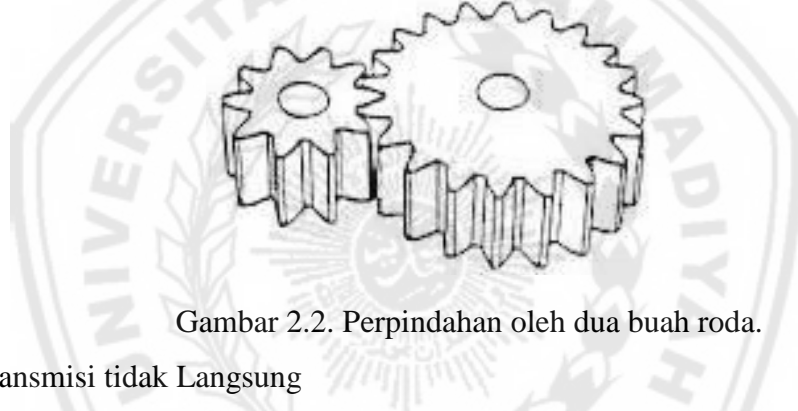 Gambar 2.2. Perpindahan oleh dua buah roda.
ansmisi tidak Langsung